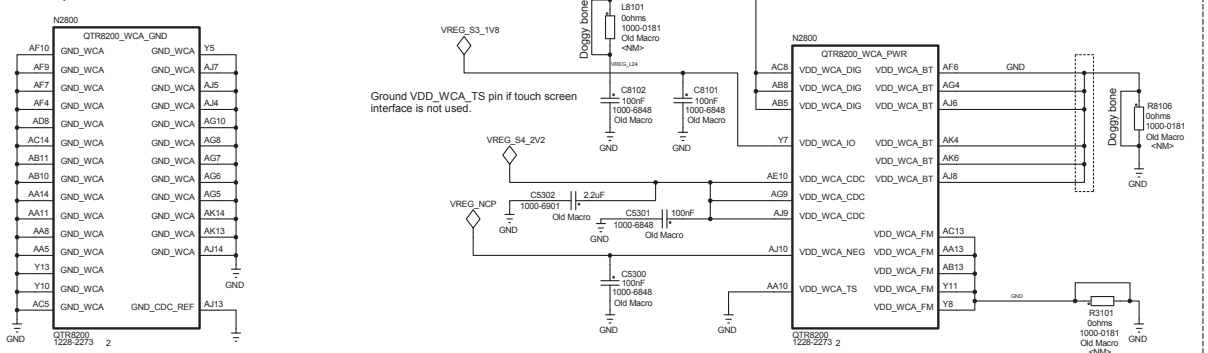 N2800
QTR8200_WCA_GND
AF10 GND_WCA GND_WCA Y5
AF9 GND_WCA GND_WCA AJ7
AF7 GND_WCA GND_WCA AJ5
AF4 GND_WCA GND_WCA AJ4
AD8 GND_WCA GND_WCA AG10
AC14 GND_WCA GND_WCA AG8
AB11 GND_WCA GND_WCA AG7
AB10 GND_WCA GND_WCA AG6
AA14 GND_WCA GND_WCA AG5
AA11 GND_WCA GND_WCA AK14
AA8 GND_WCA GND_WCA AK13
AA5 GND_WCA GND_WCA AJ14
Y13 GND_WCA
Y10 GND_WCA
GND
AC5 GND_WCA GND_CDC_REF AJ13
GND
GND
QTR8200
1228-2273 2
Doggy bone
L8101
0ohms
1000-0181
Old Macro
<NM>
VREG_L24
VREG_S3_1V8
Ground VDD_WCA_TS pin if touch screen
interface is not used.
C8102
100nF
1000-6848
Old Macro
GND
C8101
100nF
1000-6848
Old Macro
GND
VREG_S4_2V2
C5302 2.2uF
1000-6901
Old Macro
GND
VREG_NCP
C5301 100nF
1000-6848
Old Macro
GND
C5300
100nF
1000-6848
Old Macro
GND
GND
N2800
QTR8200_WCA_PWR
AC8 VDD_WCA_DIG VDD_WCA_BT AF6 GND
AB8 VDD_WCA_DIG VDD_WCA_BT AG4
AB5 VDD_WCA_DIG VDD_WCA_BT AJ6
Y7 VDD_WCA_IO VDD_WCA_BT AK4
VDD_WCA_BT AK6
AE10 VDD_WCA_CDC VDD_WCA_BT AJ8
AG9 VDD_WCA_CDC
AJ9 VDD_WCA_CDC
VDD_WCA_FM AC13
AJ10 VDD_WCA_NEG VDD_WCA_FM AA13
VDD_WCA_FM AB13
AA10 VDD_WCA_TS VDD_WCA_FM Y11
VDD_WCA_FM Y8 GND
QTR8200
1228-2273 2
Doggy bone
R8106
0ohms
1000-0181
Old Macro
<NM>
GND
R3101
0ohms
1000-0181
Old Macro
<NM>
GND